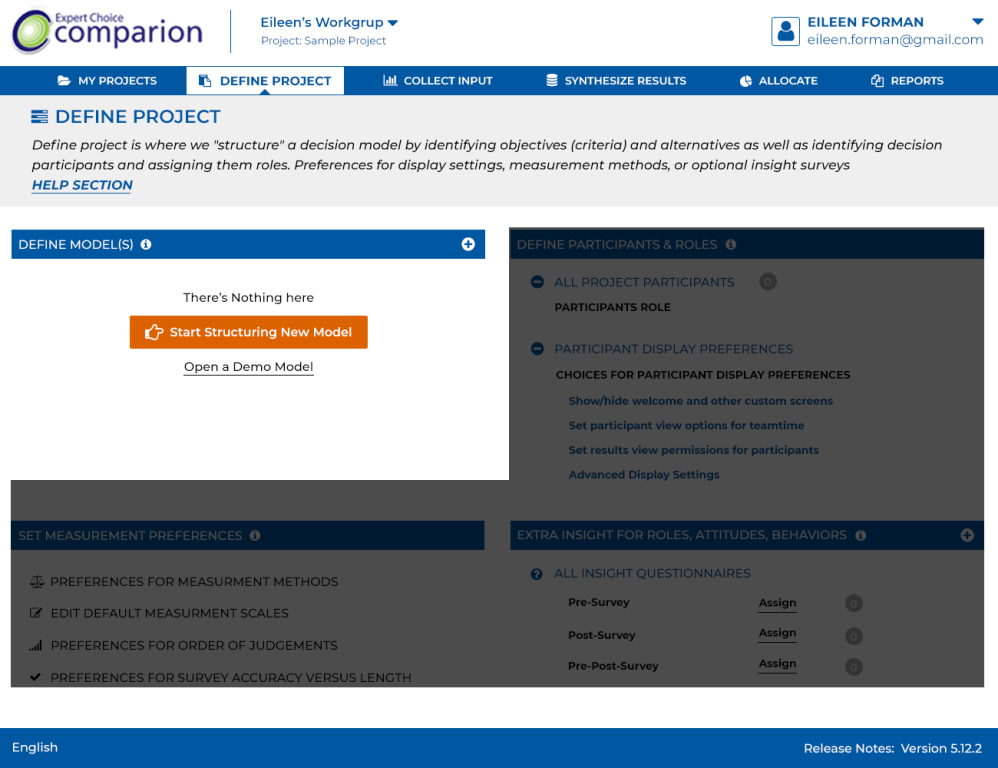 Expert Choice
comparion
Eileen's Workgrup
Project: Sample Project
EILEEN FORMAN
eileen.forman@gmail.com
MY PROJECTS
DEFINE PROJECT
COLLECT INPUT
SYNTHESIZE RESULTS
ALLOCATE
REPORTS
DEFINE PROJECT
Define project is where we "structure" a decision model by identifying objectives (criteria) and alternatives as well as identifying decision
participants and assigning them roles. Preferences for display settings, measurement methods, or optional insight surveys
HELP SECTION
DEFINE MODEL(S)
There's Nothing here
Start Structuring New Model
Open a Demo Model
DEFINE PARTICIPANTS & ROLES
ALL PROJECT PARTICIPANTS 0
PARTICIPANTS ROLE
PARTICIPANT DISPLAY PREFERENCES
CHOICES FOR PARTICIPANT DISPLAY PREFERENCES
Show/hide welcome and other custom screens
Set participant view options for teamtime
Set results view permissions for participants
Advanced Display Settings
SET MEASUREMENT PREFERENCES
PREFERENCES FOR MEASURMENT METHODS
EDIT DEFAULT MEASURMENT SCALES
PREFERENCES FOR ORDER OF JUDGEMENTS
PREFERENCES FOR SURVEY ACCURACY VERSUS LENGTH
EXTRA INSIGHT FOR ROLES, ATTITUDES, BEHAVIORS
ALL INSIGHT QUESTIONNAIRES
Pre-Survey Assign 0
Post-Survey Assign 0
Pre-Post-Survey Assign 0
English
Release Notes: Version 5.12.2